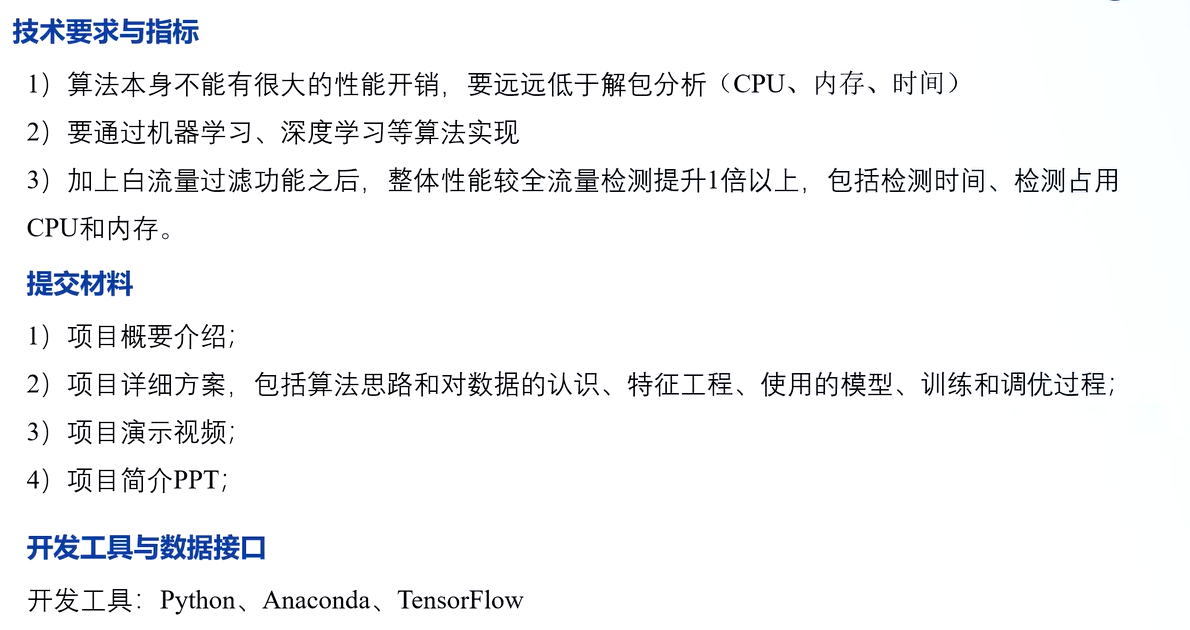 技术要求与指标
1）算法本身不能有很大的性能开销，要远远低于解包分析（CPU、内存、时间）
2）要通过机器学习、深度学习等算法实现
3）加上白流量过滤功能之后，整体性能较全流量检测提升1倍以上，包括检测时间、检测占用
CPU和内存。
提交材料
1）项目概要介绍；
2）项目详细方案，包括算法思路和对数据的认识、特征工程、使用的模型、训练和调优过程；
3）项目演示视频；
4）项目简介PPT；
开发工具与数据接口
开发工具：Python、Anaconda、TensorFlow